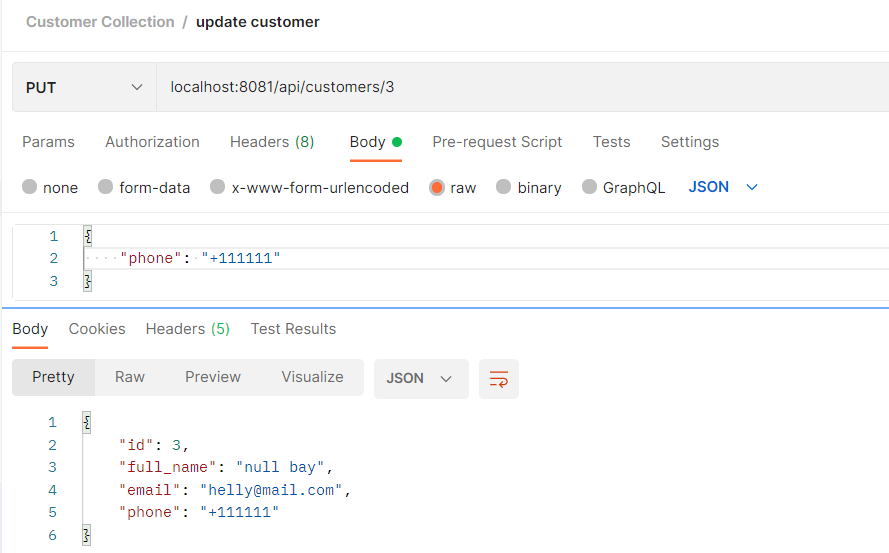 Customer Collection / update customer
PUT localhost:8081/api/customers/3
Params Authorization Headers (8) Body Pre-request Script Tests Settings
none form-data x-www-form-urlencoded raw binary GraphQL JSON
1 {
2 "phone": "+111111"
3 }
Body Cookies Headers (5) Test Results
Pretty Raw Preview Visualize JSON
1 {
2 "id": 3,
3 "full_name": "null bay",
4 "email": "helly@mail.com",
5 "phone": "+111111"
6 }